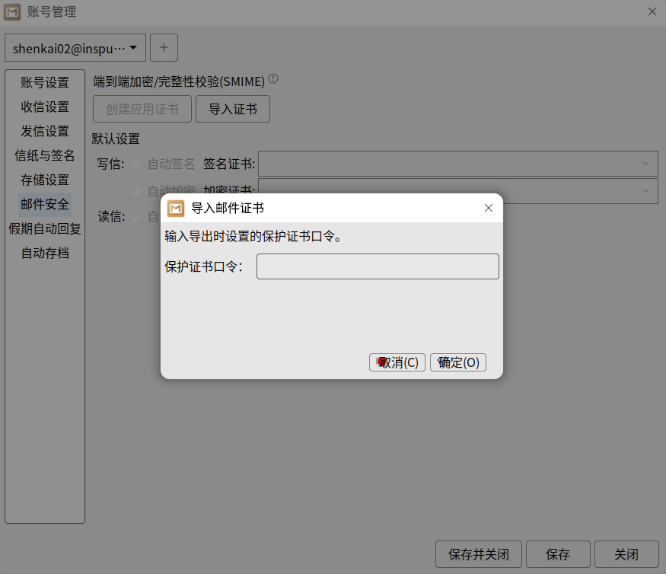 账号管理
shenkai02@inspu···
+
账号设置
收信设置
发信设置
信纸与签名
存储设置
邮件安全
假期自动回复
自动存档
端到端加密/完整性校验(SMIME)
创建应用证书 导入证书
默认设置
写信: 自动签名 签名证书:
自动加密 加密证书:
读信: 自
导入邮件证书
输入导出时设置的保护证书口令。
保护证书口令:
取消(C) 确定(O)
保存并关闭 保存 关闭